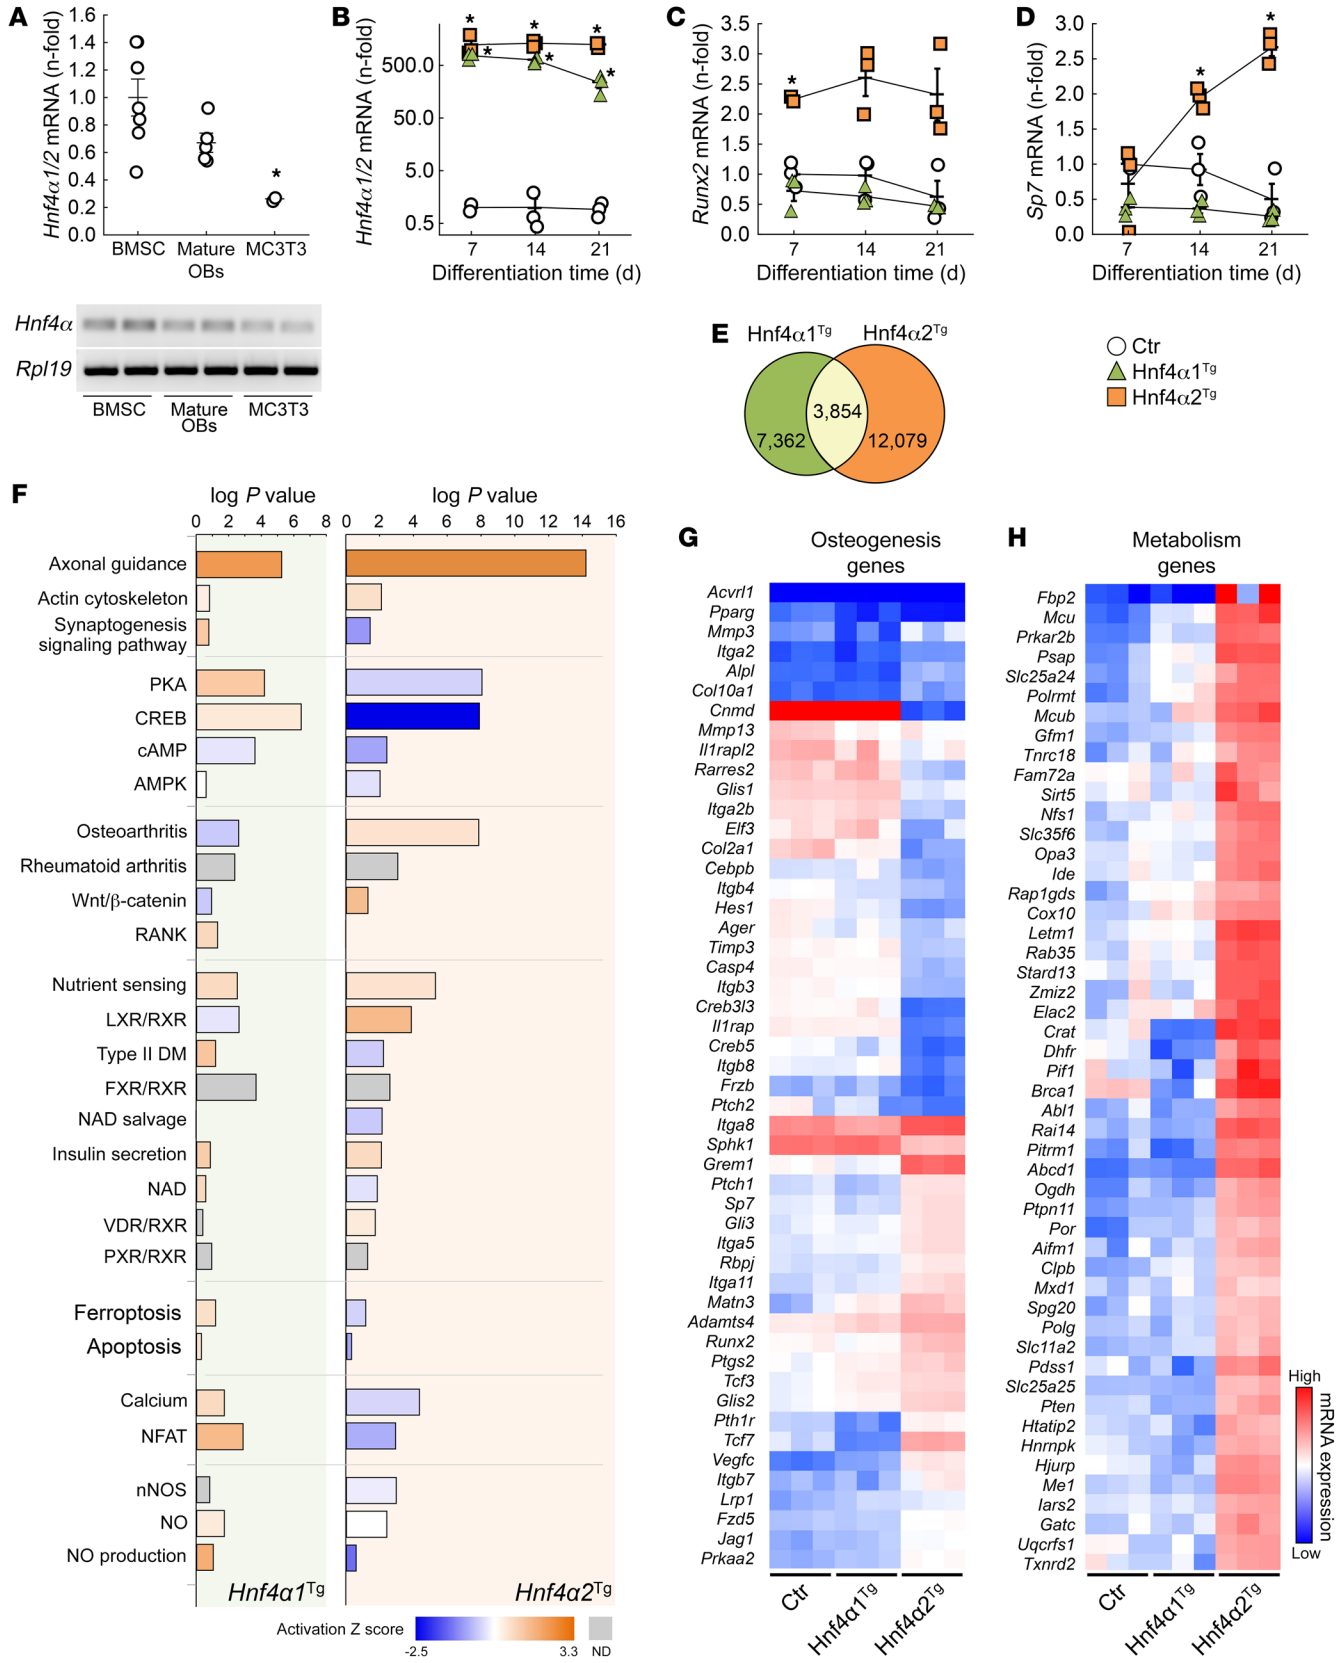 A
Hnf4α1/2 mRNA (n-fold)
1.6
1.4
1.2
1.0
0.8
0.6
0.4
0.2
0.0
*
BMSC
Mature
OBs
MC3T3
Hnf4α
Rpl19
BMSC
Mature
OBs
MC3T3
B
Hnf4α1/2 mRNA (n-fold)
500.0
50.0
5.0
0.5
* * *
* * *
7 14 21
Differentiation time (d)
C
Runx2 mRNA (n-fold)
3.5
3.0
2.5
2.0
1.5
1.0
0.5
0.0
*
7 14 21
Differentiation time (d)
D
Sp7 mRNA (n-fold)
3.0
2.5
2.0
1.5
1.0
0.5
0.0
* *
7 14 21
Differentiation time (d)
E
Hnf4α1Tg
Hnf4α2Tg
7,362
3,854
12,079
Ctr
Hnf4α1Tg
Hnf4α2Tg
F
log P value
log P value
0 2 4 6 8
0 2 4 6 8 10 12 14 16
Axonal guidance
Actin cytoskeleton
Synaptogenesis
signaling pathway
PKA
CREB
cAMP
AMPK
Osteoarthritis
Rheumatoid arthritis
Wnt/β-catenin
RANK
Nutrient sensing
LXR/RXR
Type II DM
FXR/RXR
NAD salvage
Insulin secretion
NAD
VDR/RXR
PXR/RXR
Ferroptosis
Apoptosis
Calcium
NFAT
nNOS
NO
NO production
Hnf4α1Tg
Hnf4α2Tg
Activation Z score
-2.5
3.3
ND
G
Osteogenesis
genes
Acvrl1
Pparg
Mmp3
Itga2
Alpl
Col10a1
Cnmd
Mmp13
Il1rapl2
Rarres2
Glis1
Itga2b
Elf3
Col2a1
Cebpb
Itgb4
Hes1
Ager
Timp3
Casp4
Itgb3
Creb3l3
Il1rap
Creb5
Itgb8
Frzb
Ptch2
Itga8
Sphk1
Grem1
Ptch1
Sp7
Gli3
Itga5
Rbpj
Itga11
Matn3
Adamts4
Runx2
Ptgs2
Tcf3
Glis2
Pth1r
Tcf7
Vegfc
Itgb7
Lrp1
Fzd5
Jag1
Prkaa2
Ctr
Hnf4α1Tg
Hnf4α2Tg
H
Metabolism
genes
Fbp2
Mcu
Prkar2b
Psap
Slc25a24
Polrmt
Mcub
Gfm1
Tnrc18
Fam72a
Sirt5
Nfs1
Slc35f6
Opa3
Ide
Rap1gds
Cox10
Letm1
Rab35
Stard13
Zmiz2
Elac2
Crat
Dhfr
Pif1
Brca1
Abl1
Rai14
Pitrm1
Abcd1
Ogdh
Ptpn11
Por
Aifm1
Clpb
Mxd1
Spg20
Polg
Slc11a2
Pdss1
Slc25a25
Pten
Htatip2
Hnrnpk
Hjurp
Me1
Iars2
Gatc
Uqcrfs1
Txnrd2
Ctr
Hnf4α1Tg
Hnf4α2Tg
High
mRNA expression
Low